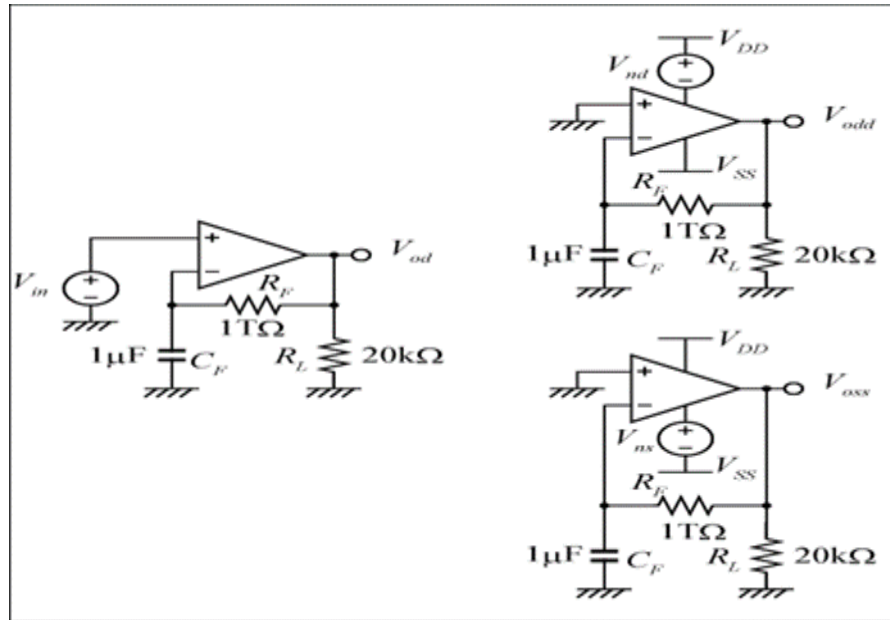 V_in
V_od
R_F
1TΩ
1µF
C_F
R_L
20kΩ
V_DD
V_nd
V_odd
V_SS
R_F
1TΩ
1µF
C_F
R_L
20kΩ
V_DD
V_oss
V_ns
V_SS
R_F
1TΩ
1µF
C_F
R_L
20kΩ